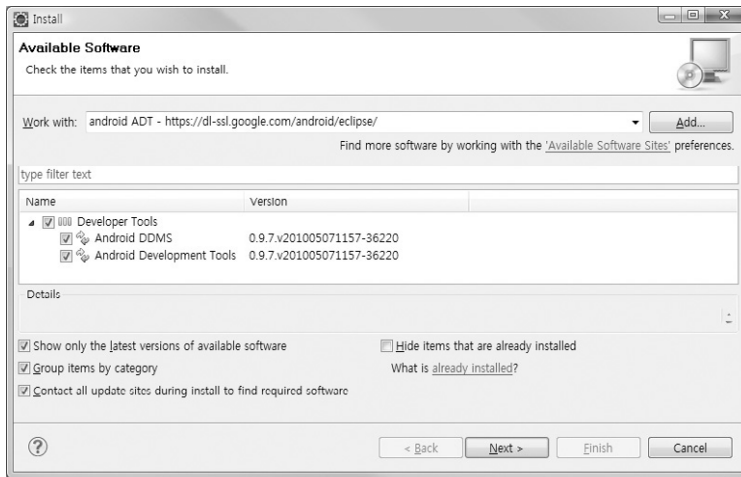 Install
Available Software
Check the items that you wish to install.
Work with: android ADT - https://dl-ssl.google.com/android/eclipse/
Add...
Find more software by working with the 'Available Software Sites' preferences.
type filter text
Name Version
Developer Tools
Android DDMS 0.9.7.v201005071157-36220
Android Development Tools 0.9.7.v201005071157-36220
Details
Show only the latest versions of available software
Hide items that are already installed
Group items by category
What is already installed?
Contact all update sites during install to find required software
? < Back Next > Finish Cancel